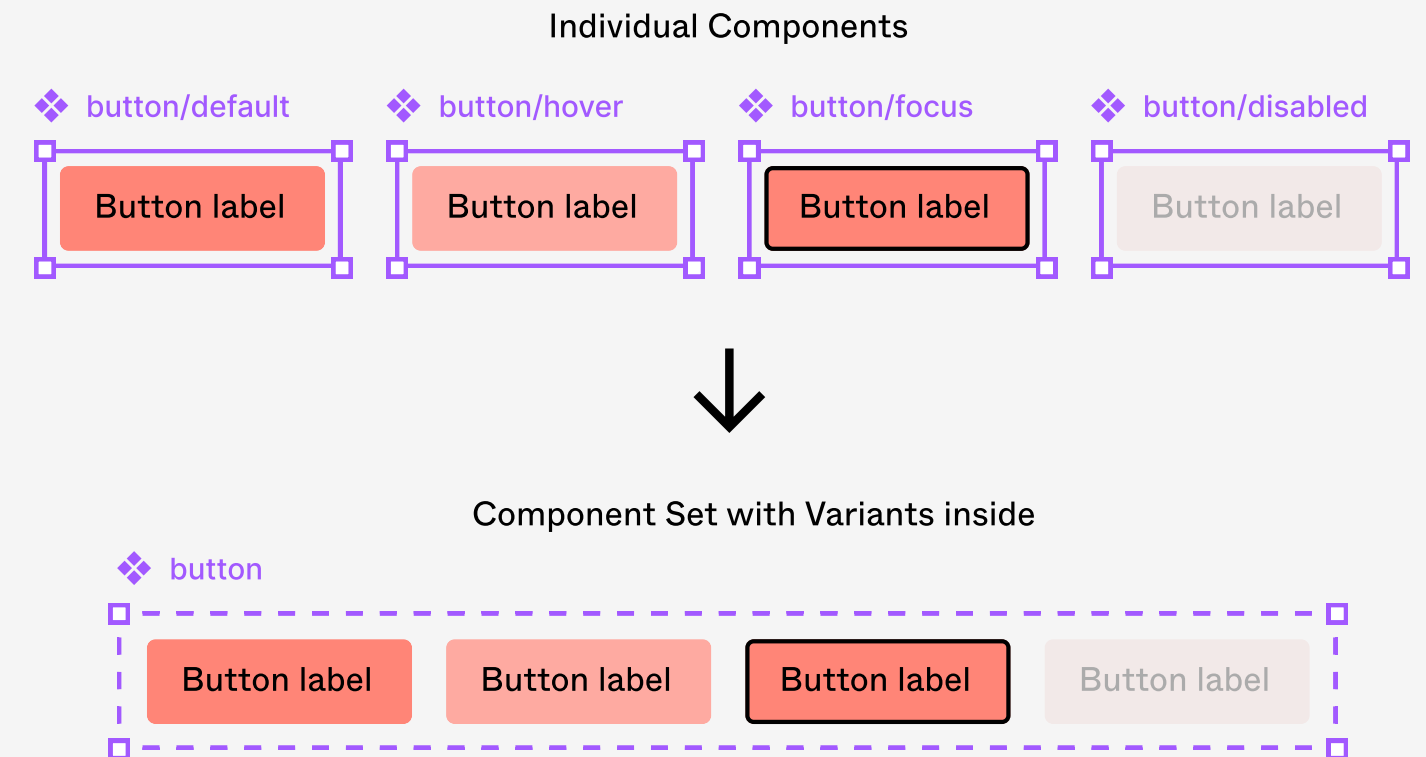 Individual Components
button/default
button/hover
button/focus
button/disabled
Button label
Button label
Button label
Button label
Component Set with Variants inside
button
Button label
Button label
Button label
Button label